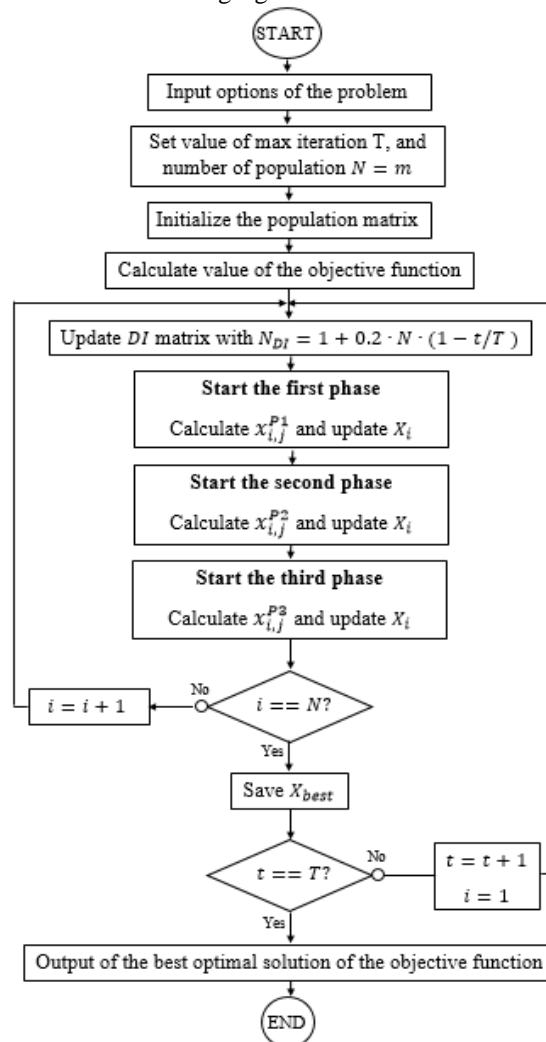 START
Input options of the problem
Set value of max iteration T, and
number of population N = m
Initialize the population matrix
Calculate value of the objective function
Update DI matrix with N_{DI} = 1 + 0.2 · N · (1 − t/T )
Start the first phase
Calculate x_{i,j}^{P1} and update X_i
Start the second phase
Calculate x_{i,j}^{P2} and update X_i
Start the third phase
Calculate x_{i,j}^{P3} and update X_i
i = i + 1
No
i == N?
Yes
Save X_{best}
t == T?
No
t = t + 1
i = 1
Yes
Output of the best optimal solution of the objective function
END